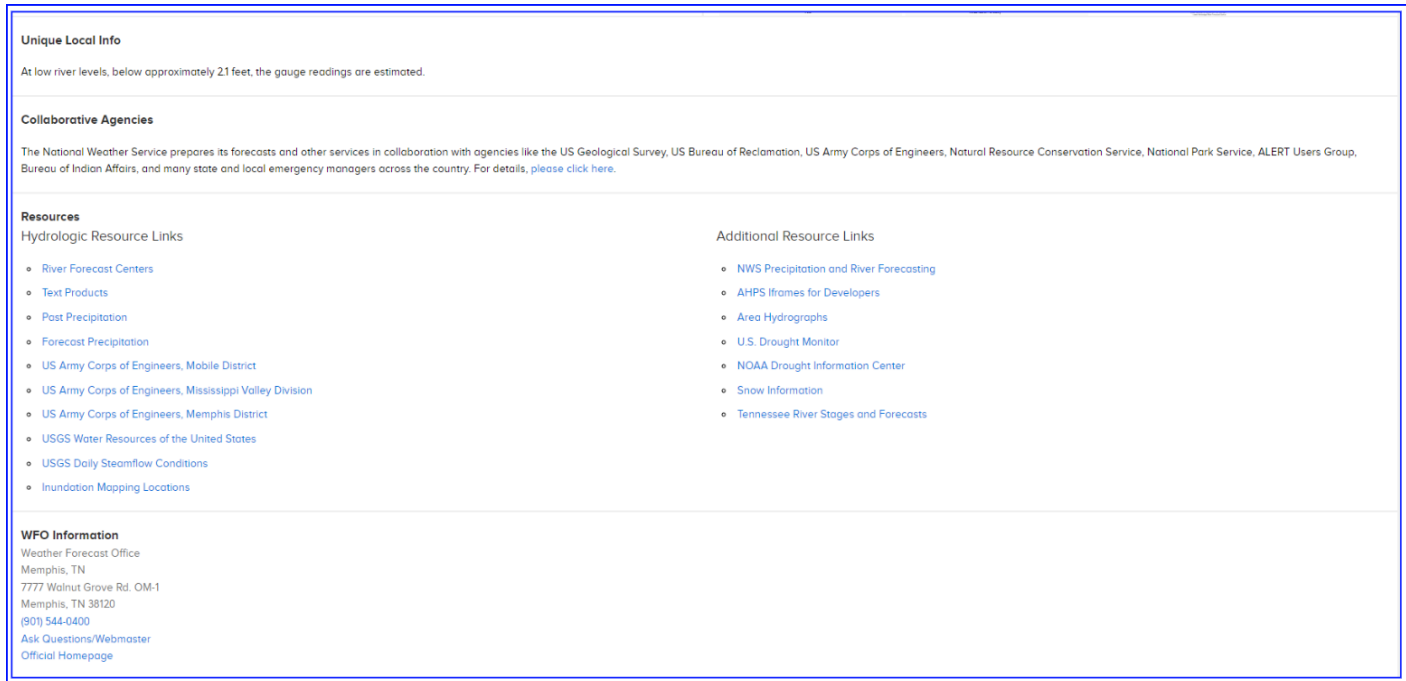 Unique Local Info
At low river levels, below approximately 2.1 feet, the gauge readings are estimated.
Collaborative Agencies
The National Weather Service prepares its forecasts and other services in collaboration with agencies like the US Geological Survey, US Bureau of Reclamation, US Army Corps of Engineers, Natural Resource Conservation Service, National Park Service, ALERT Users Group,
Bureau of Indian Affairs, and many state and local emergency managers across the country. For details, please click here.
Resources
Hydrologic Resource Links
River Forecast Centers
Text Products
Past Precipitation
Forecast Precipitation
US Army Corps of Engineers, Mobile District
US Army Corps of Engineers, Mississippi Valley Division
US Army Corps of Engineers, Memphis District
USGS Water Resources of the United States
USGS Daily Steamflow Conditions
Inundation Mapping Locations
Additional Resource Links
NWS Precipitation and River Forecasting
AHPS Iframes for Developers
Area Hydrographs
U.S. Drought Monitor
NOAA Drought Information Center
Snow Information
Tennessee River Stages and Forecasts
WFO Information
Weather Forecast Office
Memphis, TN
7777 Walnut Grove Rd. OM-1
Memphis, TN 38120
(901) 544-0400
Ask Questions/Webmaster
Official Homepage